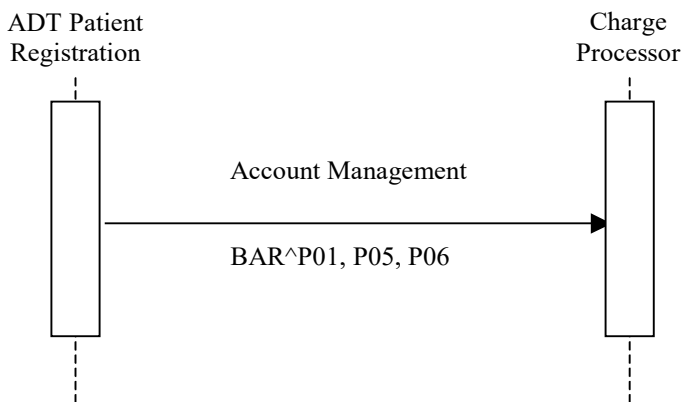 ADT Patient
Registration
Charge
Processor
Account Management
BAR^P01, P05, P06